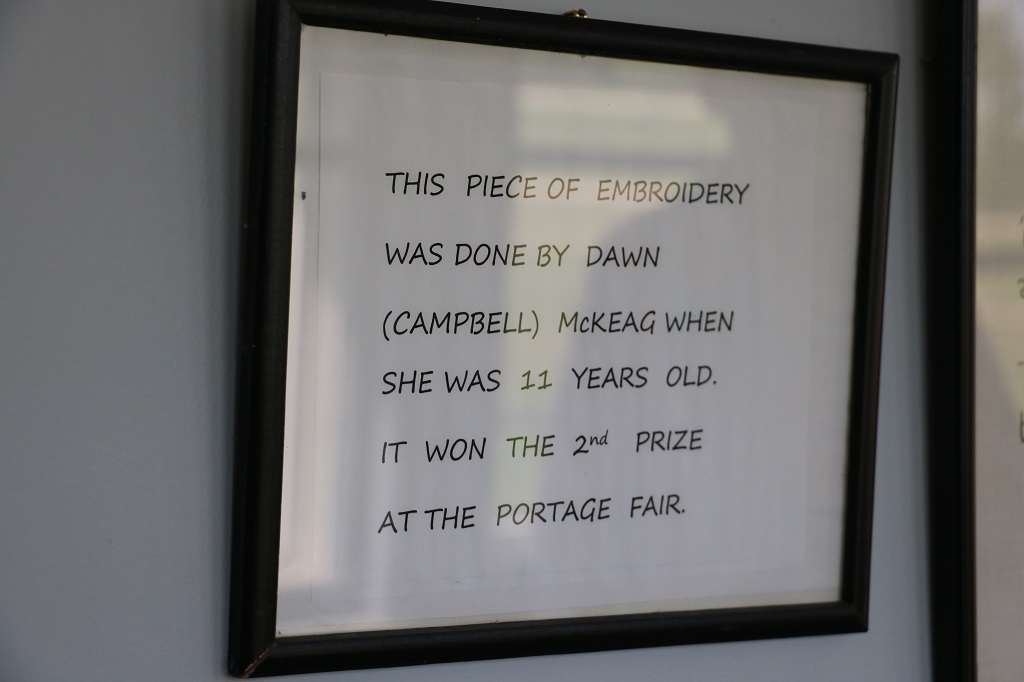 THIS PIECE OF EMBROIDERY
WAS DONE BY DAWN
(CAMPBELL) McKEAG WHEN
SHE WAS 11 YEARS OLD.
IT WON THE 2nd PRIZE
AT THE PORTAGE FAIR.